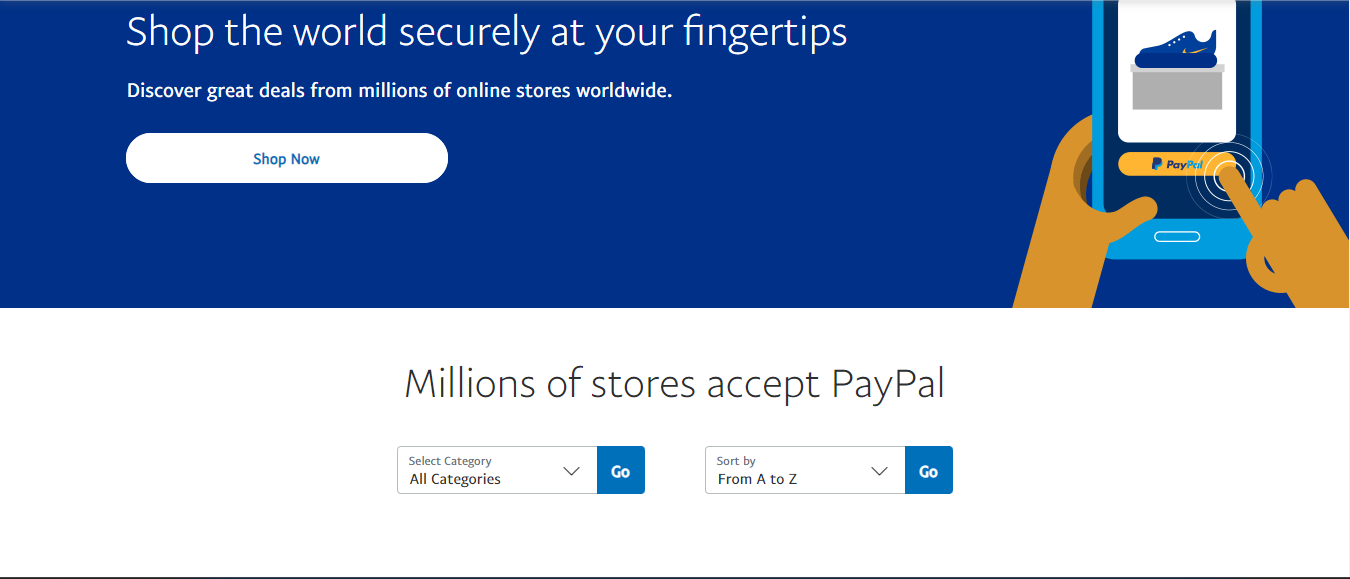 Shop the world securely at your fingertips
Discover great deals from millions of online stores worldwide.
Shop Now
PayPal
Millions of stores accept PayPal
Select Category
All Categories
Go
Sort by
From A to Z
Go